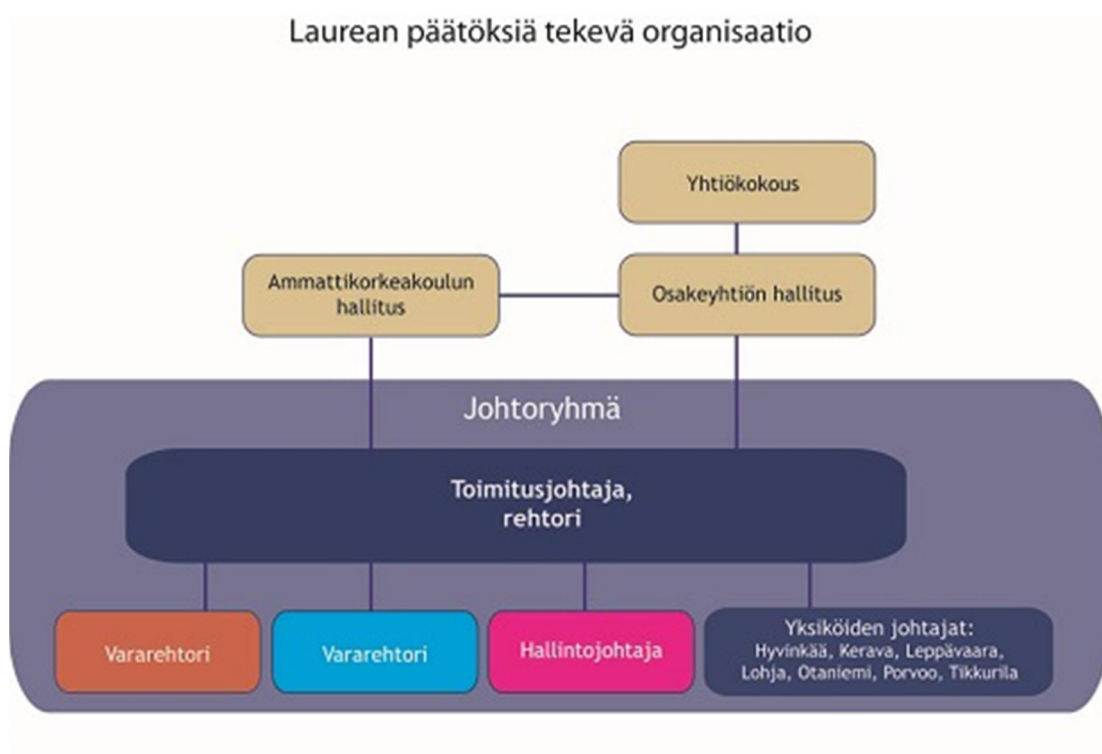 Laurean päätöksiä tekevä organisaatio
Yhtiökokous
Ammattikorkeakoulun
hallitus
Osakeyhtiön hallitus
Johtoryhmä
Toimitusjohtaja,
rehtori
Vararehtori
Vararehtori
Hallintojohtaja
Yksiköiden johtajat:
Hyvinkää, Kerava, Leppävaara,
Lohja, Otaniemi, Porvoo, Tikkurila